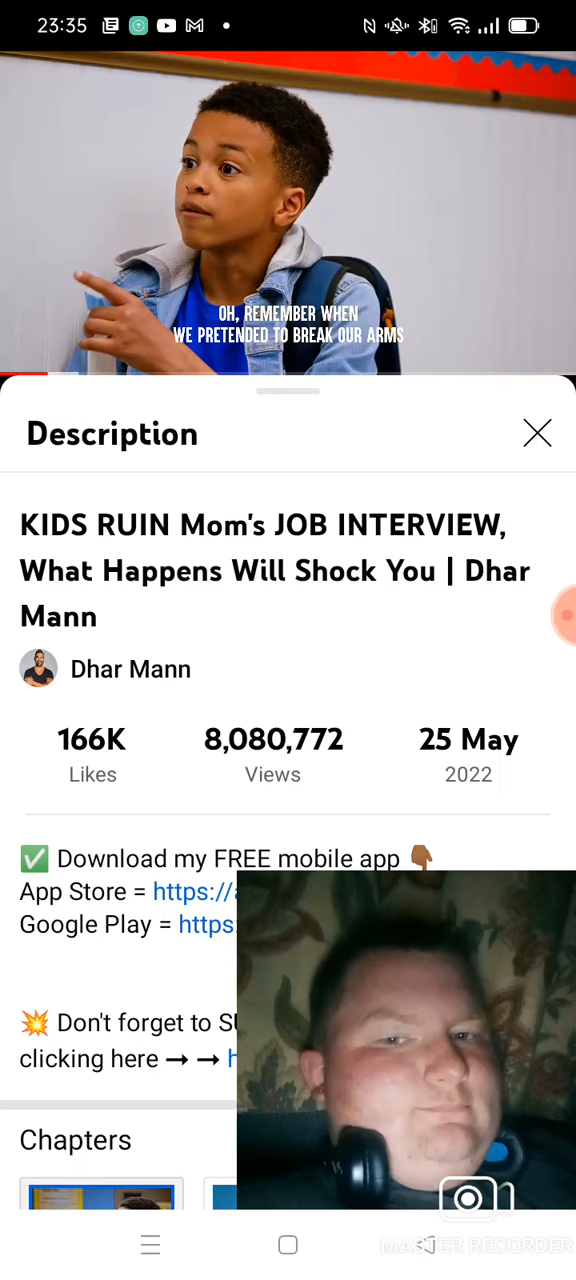 23:35
OH, REMEMBER WHEN
WE PRETENDED TO BREAK OUR ARMS
Description
KIDS RUIN Mom's JOB INTERVIEW,
What Happens Will Shock You | Dhar
Mann
Dhar Mann
166K 8,080,772 25 May
Likes Views 2022
✅ Download my FREE mobile app 👇🏾
App Store = https://
Google Play = https:
💥 Don't forget to SU
clicking here → → h
Chapters
MASTER RECORDER